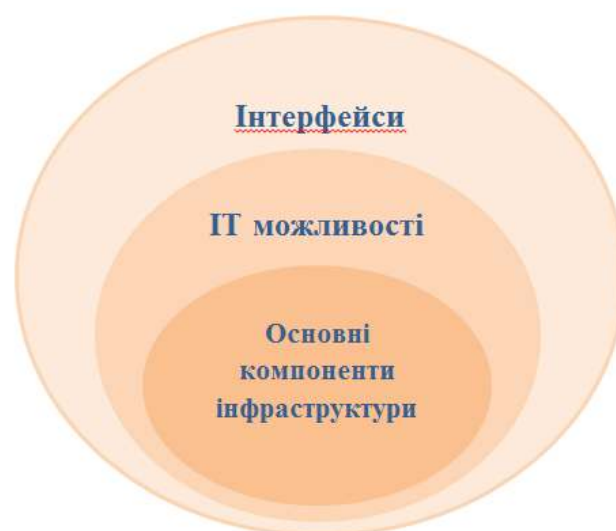 Інтерфейси
ІТ можливості
Основні
компоненти
інфраструктури